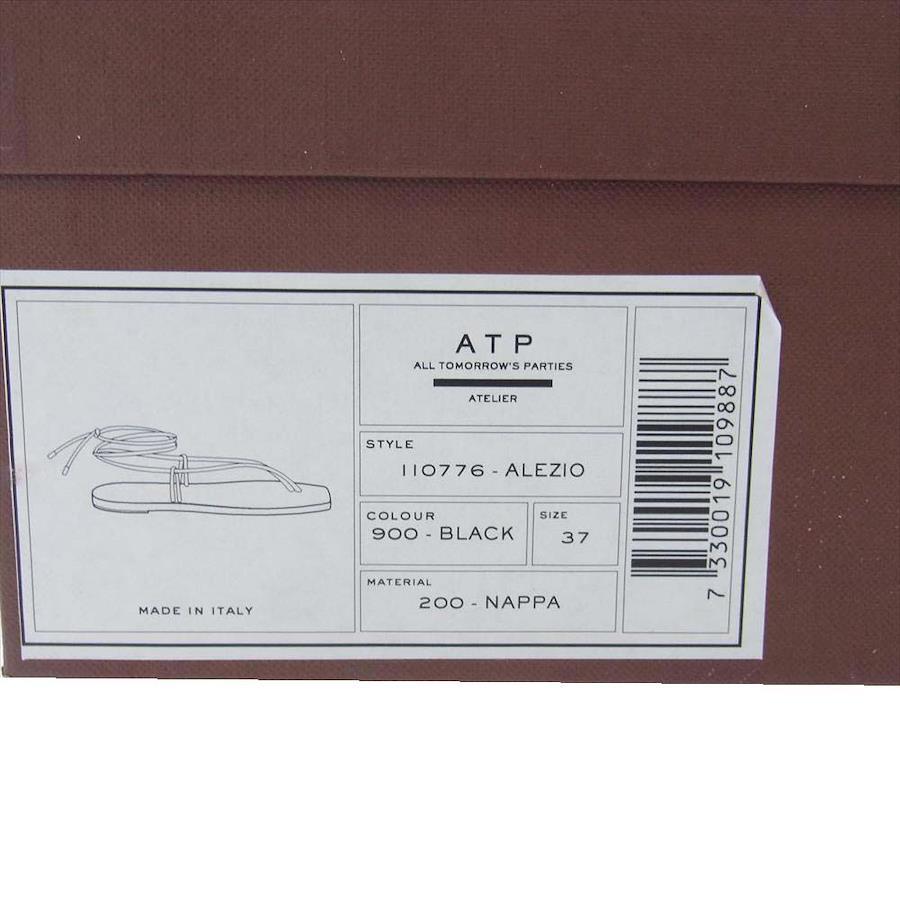 ATP
ALL TOMORROW'S PARTIES
ATELIER
STYLE
110776 - ALEZIO
COLOUR
900 - BLACK
SIZE
37
MATERIAL
200 - NAPPA
MADE IN ITALY
7 330019 109887